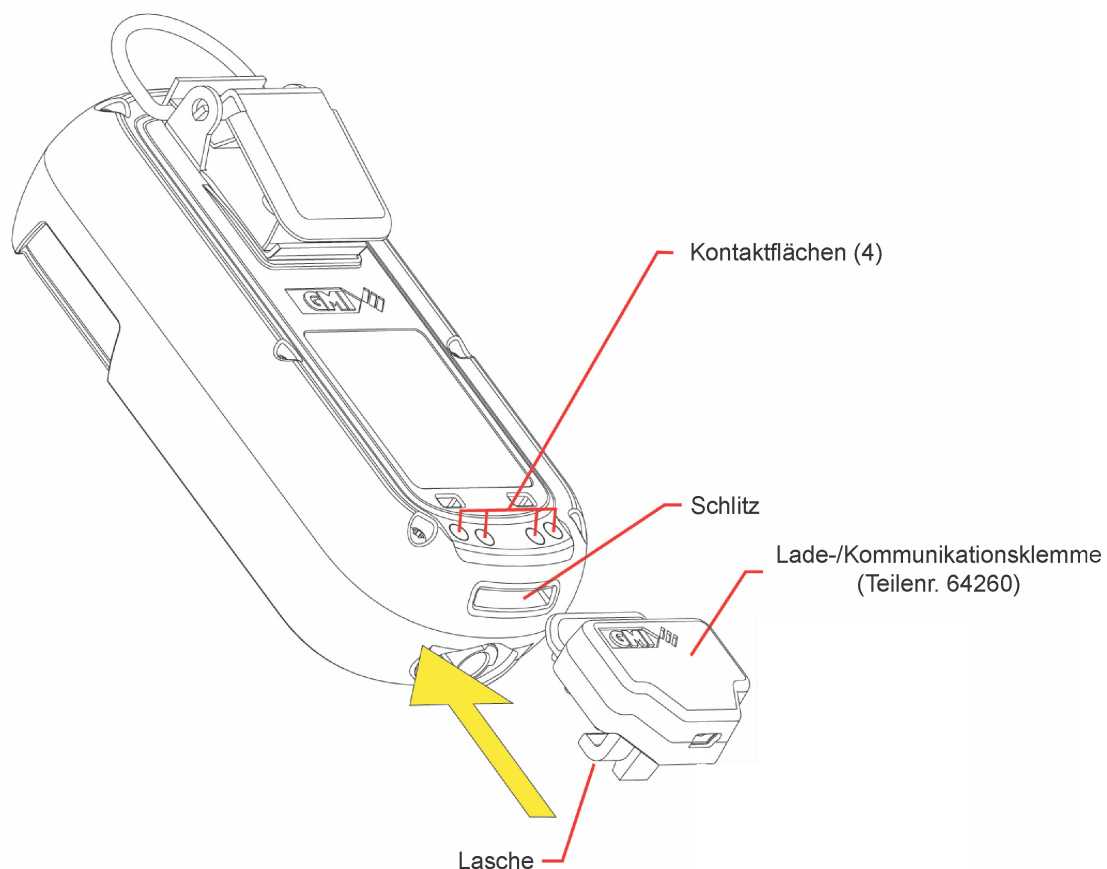 GMI
Kontaktflächen (4)
Schlitz
Lade-/Kommunikationsklemme
(Teilenr. 64260)
GMI
Lasche